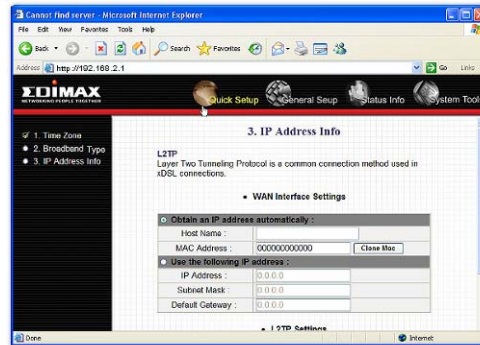 Cannot find server - Microsoft Internet Explorer
File Edit View Favorites Tools Help
Back Search Favorites
Address http://192.168.2.1 Go Links
EDIMAX
NETWORKING PEOPLE TOGETHER
Quick Setup General Seup Status Info System Tool
1. Time Zone
2. Broadband Type
3. IP Address Info
3. IP Address Info
L2TP
Layer Two Tunneling Protocol is a common connection method used in
xDSL connections.
WAN Interface Settings
Obtain an IP address automatically :
Host Name :
MAC Address : 000000000000 Clone Mac
Use the following IP address :
IP Address : 0.0.0.0
Subnet Mask : 0.0.0.0
Default Gateway : 0.0.0.0
L2TP Settings
Done Internet